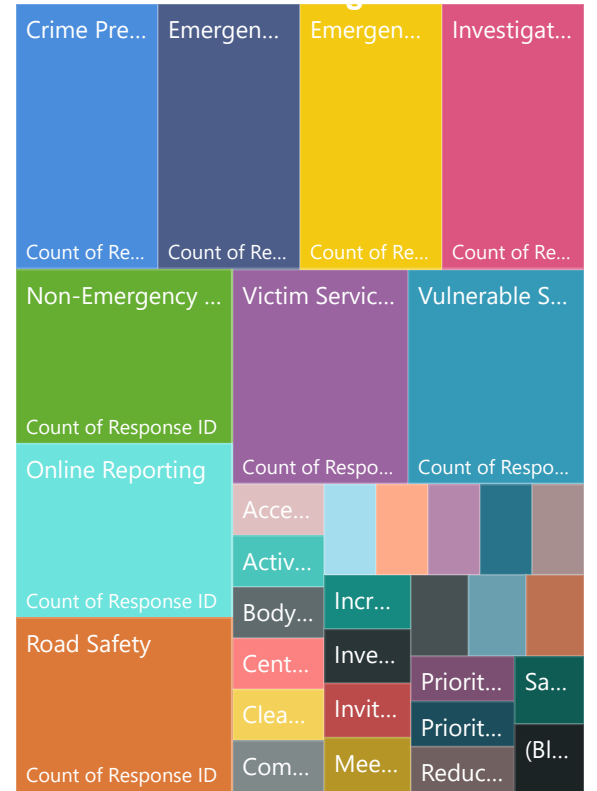 Crime Pre...
Emergen...
Emergen...
Investigat...
Count of Re...
Count of Re...
Count of Re...
Count of Re...
Non-Emergency ...
Victim Servic...
Vulnerable S...
Count of Response ID
Online Reporting
Count of Respo...
Count of Respo...
Acce...
Activ...
Count of Response ID
Body...
Incr...
Road Safety
Cent...
Inve...
Priorit...
Sa...
Clea...
Invit...
Priorit...
Com...
Mee...
Reduc...
(Bl...
Count of Response ID